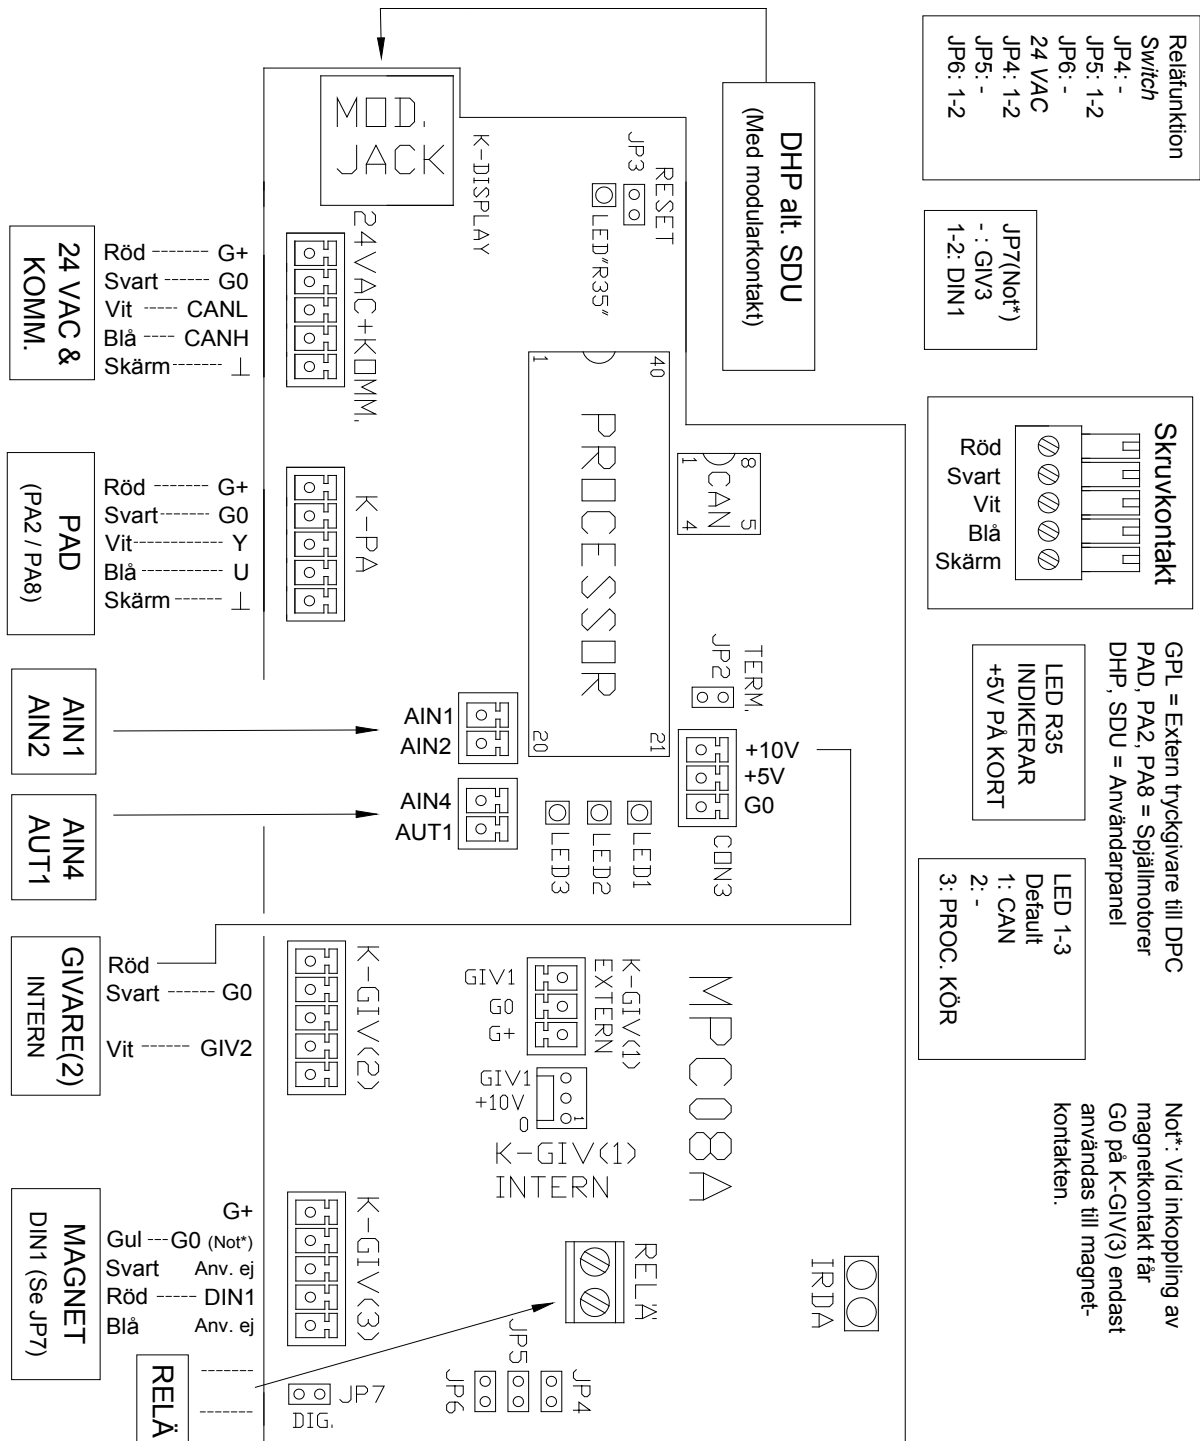 Reläfunktion
Switch
JP4: -
JP5: 1-2
JP6: -
24 VAC
JP4: 1-2
JP5: -
JP6: 1-2
JP7(Not*)
- : GIV3
1-2: DIN1
Skruvkontakt
Röd
Svart
Vit
Blå
Skärm
GPL = Extern tryckgivare till DPC
PAD, PA2, PA8 = Spjällmotorer
DHP, SDU = Användarpanel
LED R35
INDIKERAR
+5V PÅ KORT
LED 1-3
Default
1: CAN
2: -
3: PROC. KÖR
Not*: Vid inkoppling av
magnetkontakt får
G0 på K-GIV(3) endast
användas till magnet-
kontakten.
DHP alt. SDU
(Med modularkontakt)
MOD.
JACK
K-DISPLAY
RESET
JP3
LED"R35"
24VAC+KOMM.
24 VAC &
KOMM.
Röd ------- G+
Svart ------ G0
Vit ----- CANL
Blå ---- CANH
Skärm ------- ⊥
1
40
PROCESSOR
20
21
8
1
CAN
5
4
K-PA
PAD
(PA2 / PA8)
Röd ------- G+
Svart ------- G0
Vit ------- Y
Blå ------- U
Skärm ------- ⊥
TERM.
JP2
+10V
+5V
G0
CON3
AIN1
AIN2
AIN1
AIN2
AIN4
AUT1
AIN4
AUT1
LED3
LED2
LED1
GIVARE(2)
INTERN
Röd
Svart ------ G0
Vit ------ GIV2
K-GIV(2)
GIV1
G0
G+
K-GIV(1)
EXTERN
GIV1
+10V
0
1
K-GIV(1)
INTERN
MPC08A
MAGNET
DIN1 (Se JP7)
G+
Gul --- G0 (Not*)
Svart Anv. ej
Röd ----- DIN1
Blå Anv. ej
K-GIV(3)
RELÄ
IRDA
RELÄ
JP7
DIG.
JP6
JP5
JP4